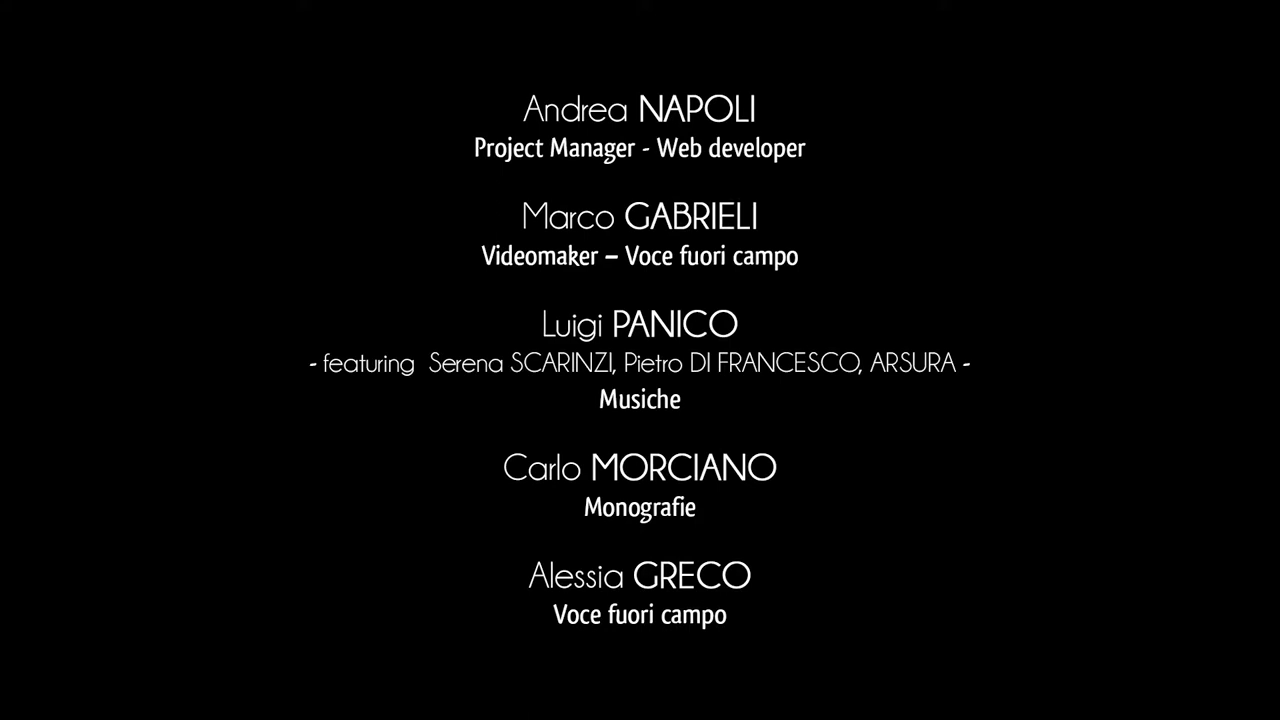 Andrea NAPOLI
Project Manager - Web developer
Marco GABRIELI
Videomaker – Voce fuori campo
Luigi PANICO
- featuring Serena SCARINZI, Pietro DI FRANCESCO, ARSURA -
Musiche
Carlo MORCIANO
Monografie
Alessia GRECO
Voce fuori campo